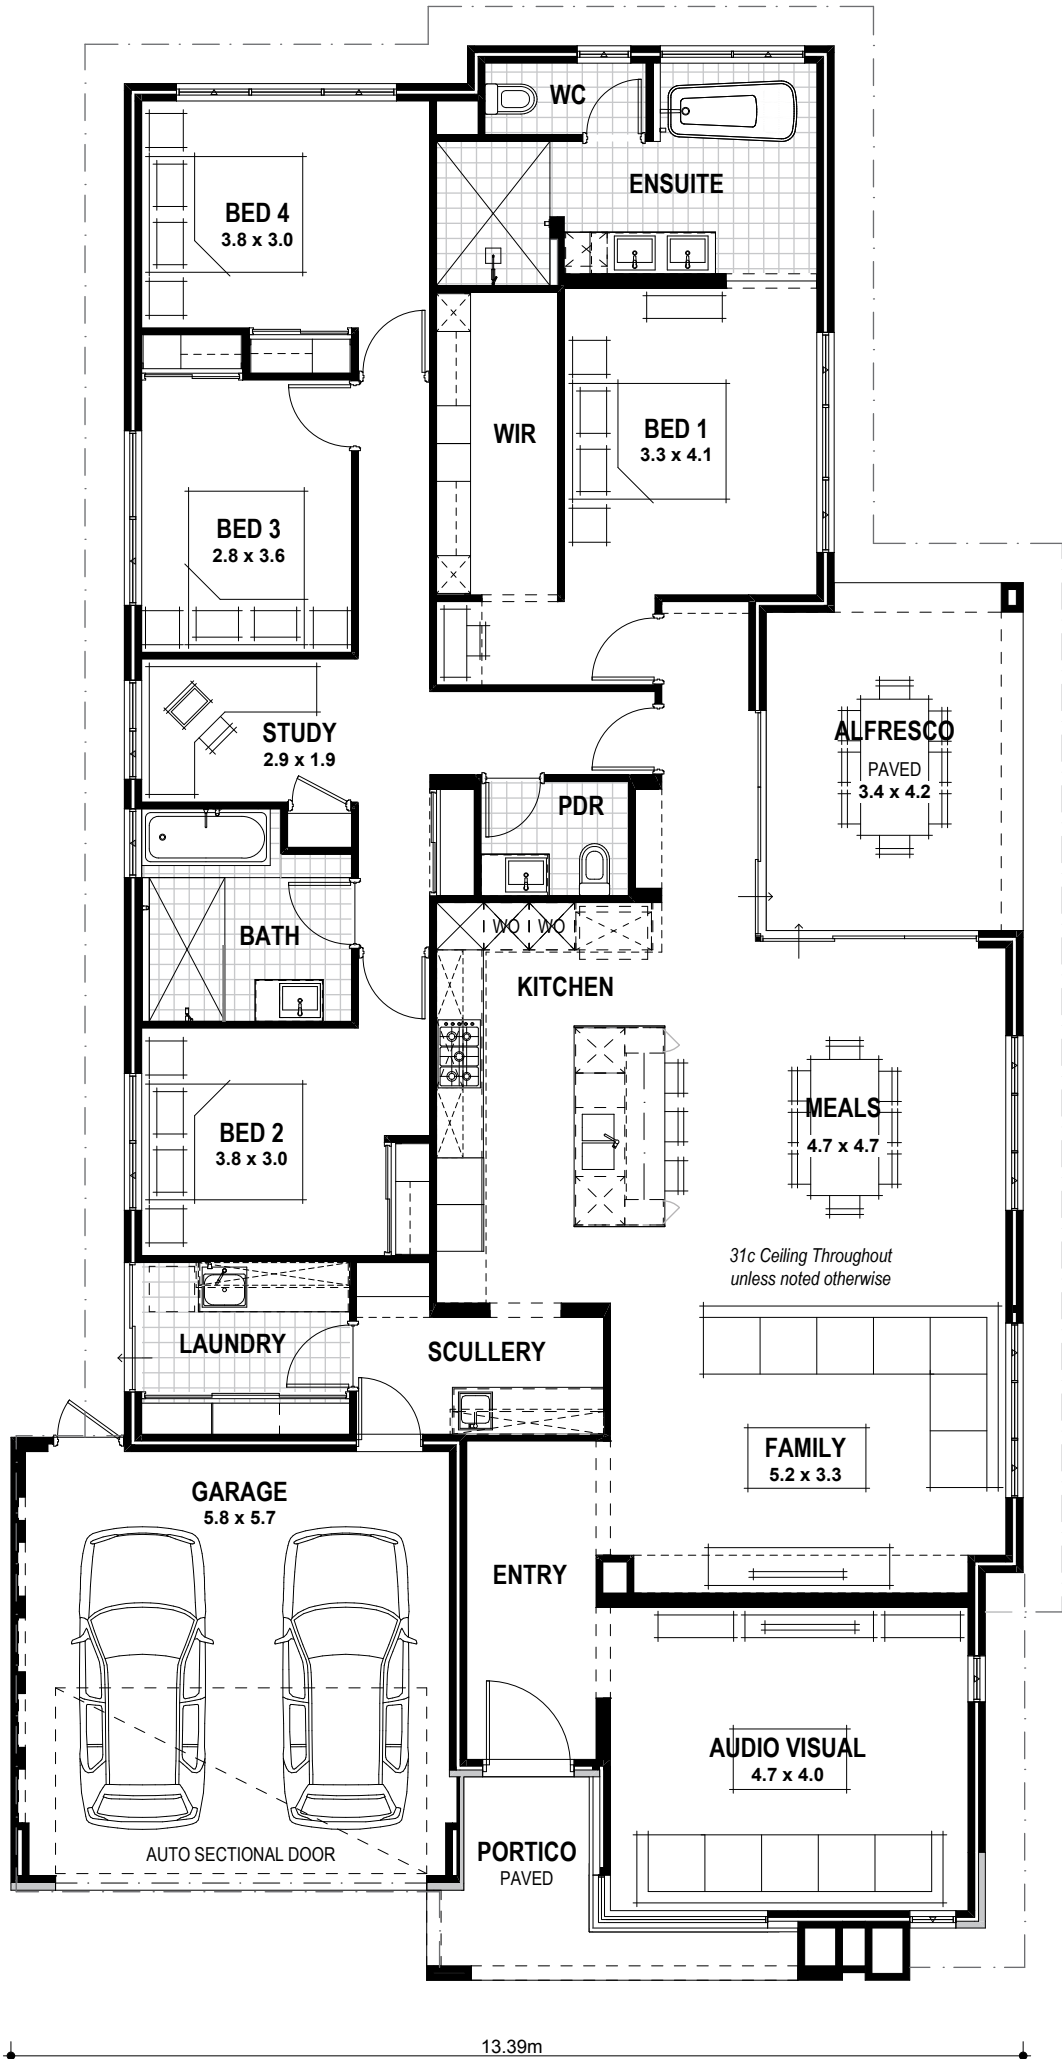 WC
ENSUITE
BED 4
3.8 x 3.0
WIR
BED 1
3.3 x 4.1
BED 3
2.8 x 3.6
STUDY
2.9 x 1.9
ALFRESCO
PAVED
3.4 x 4.2
PDR
BATH
WO
WO
KITCHEN
BED 2
3.8 x 3.0
MEALS
4.7 x 4.7
31c Ceiling Throughout
unless noted otherwise
LAUNDRY
SCULLERY
FAMILY
5.2 x 3.3
GARAGE
5.8 x 5.7
ENTRY
AUDIO VISUAL
4.7 x 4.0
AUTO SECTIONAL DOOR
PORTICO
PAVED
13.39m